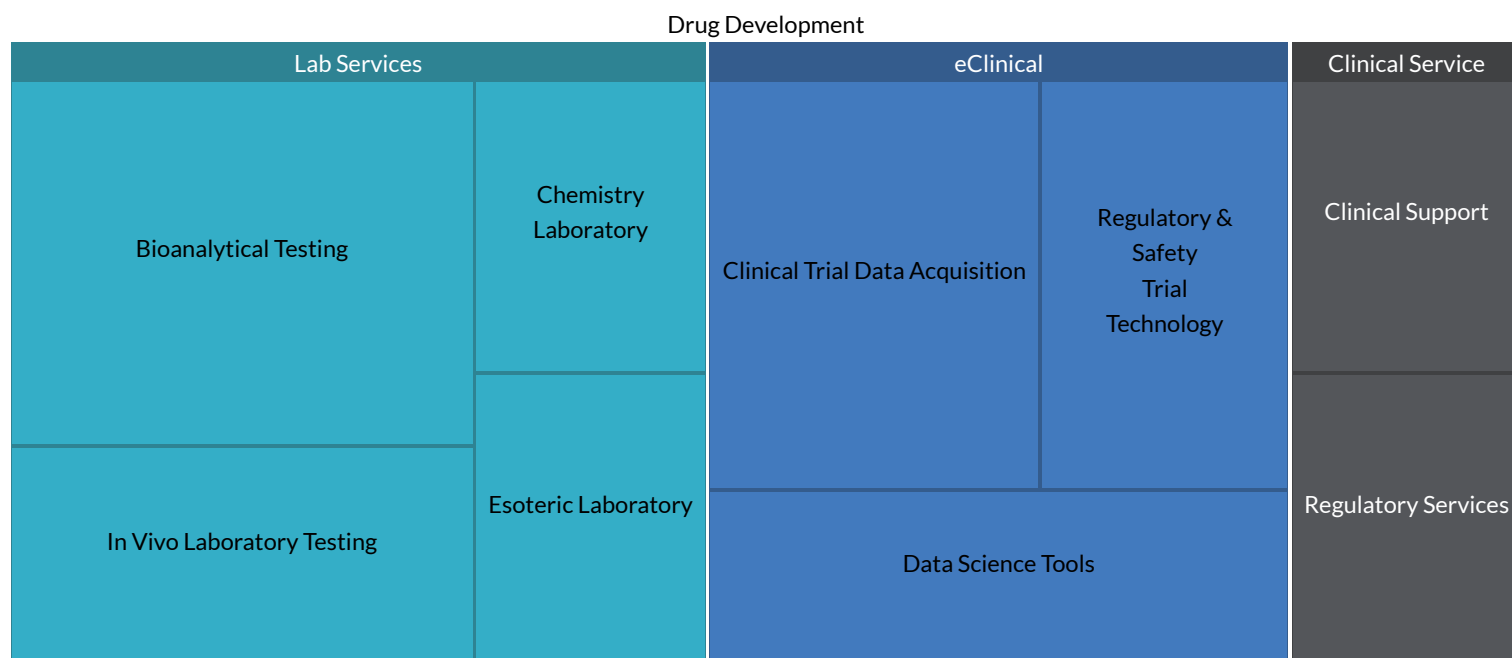 Drug Development
Lab Services
eClinical
Clinical Service
Bioanalytical Testing
Chemistry
Laboratory
In Vivo Laboratory Testing
Esoteric Laboratory
Clinical Trial Data Acquisition
Regulatory &
Safety
Trial
Technology
Data Science Tools
Clinical Support
Regulatory Services